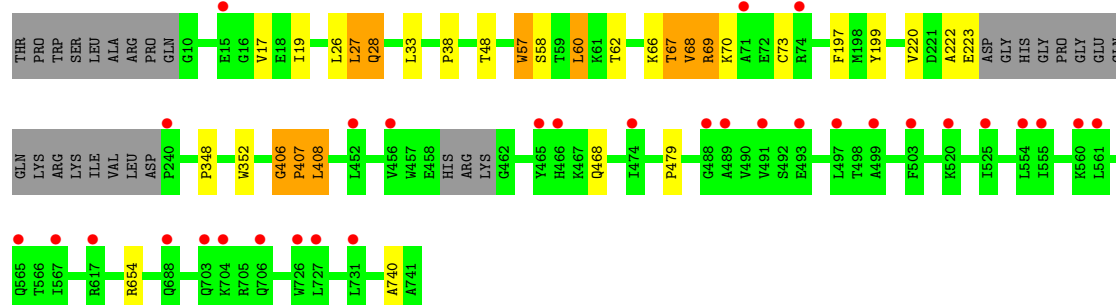 THR PRO TRP SER LEU ALA ARG PRO GLN G10 E15 G16 V17 E18 I19 L26 L27 Q28 L33 P38 T48 W57 S58 T59 L60 K61 T62 K66 T67 V68 R69 K70 A71 E72 C73 R74 F197 M198 Y199 V220 D221 A222 E223 ASP GLY HIS GLY PRO GLY GLU GLN
GLN LYS ARG LYS ILE VAL LEU ASP P240 P348 W352 G406 P407 L408 L452 V456 W457 E458 HIS ARG LYS G462 Y465 H466 K467 Q468 I474 P479 G488 A489 V490 V491 S492 E493 L497 T498 A499 F503 K520 I525 L554 I555 K560 L561
Q565 T566 I567 R617 R654 Q688 Q703 K704 R705 Q706 W726 L727 L731 A740 A741